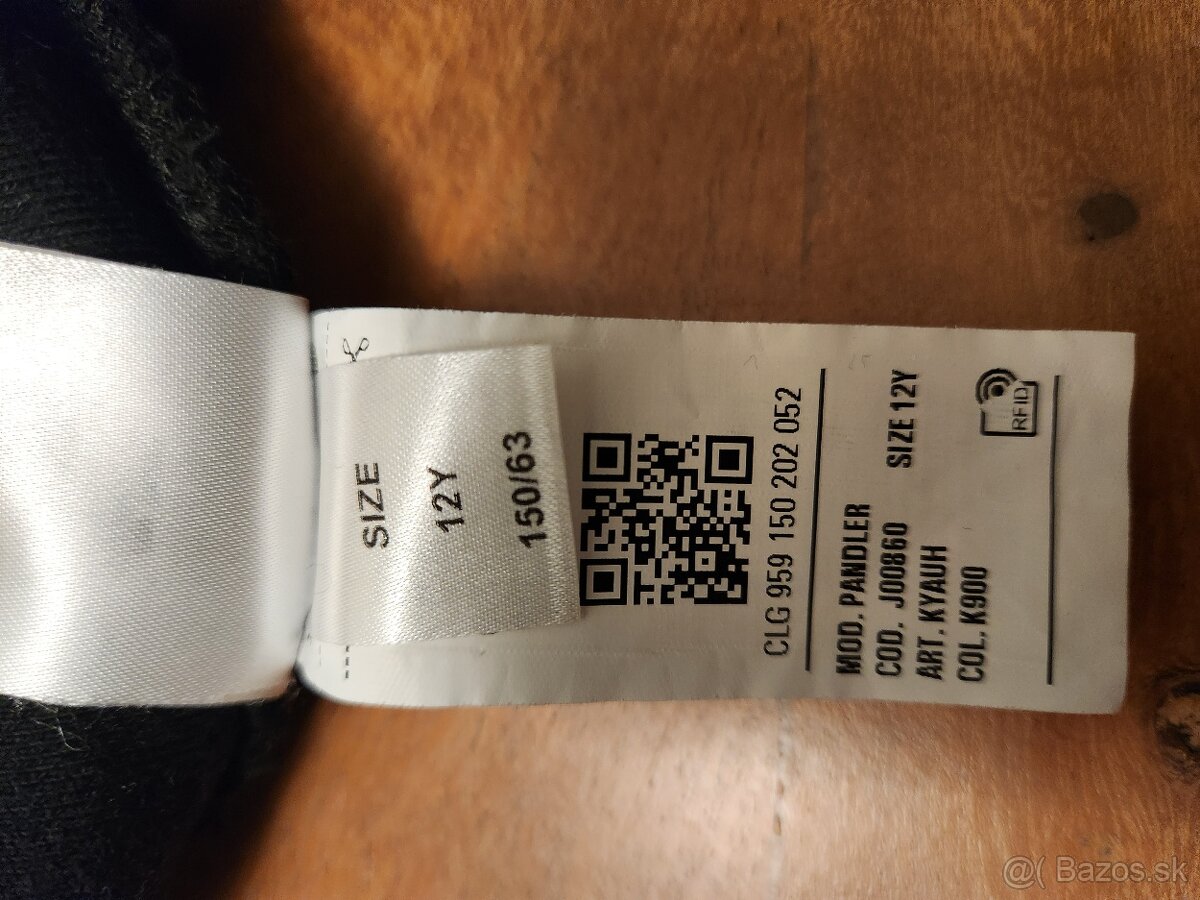 SIZE
12Y
150/63
CLG 959 150 202 052
MOD. PANDLER
COD. J00860 SIZE 12Y
ART. KYAUH
COL. K900
RFID
@( Bazos.sk